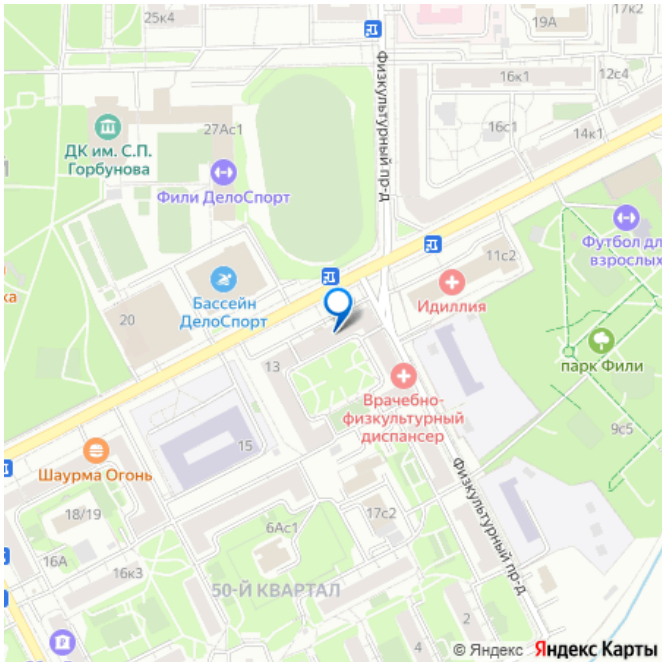 25к4
17к2
19А
16к1
12с4
Физкультурный пр-д
16с1
14к1
27Ас1
ДК им. С.П.
Горбунова
Фили ДелоСпорт
Футбол дл
взрослых
11с2
Идиллия
ка
20
Бассейн
ДелоСпорт
парк Фили
13
Врачебно-
физкультурный
диспансер
9с5
15
Шаурма Огонь
Физкультурный пр-д
18/19
17с2
6Ас1
16А
16к3
50-Й КВАРТАЛ
2
4
© Яндекс Яндекс Карты